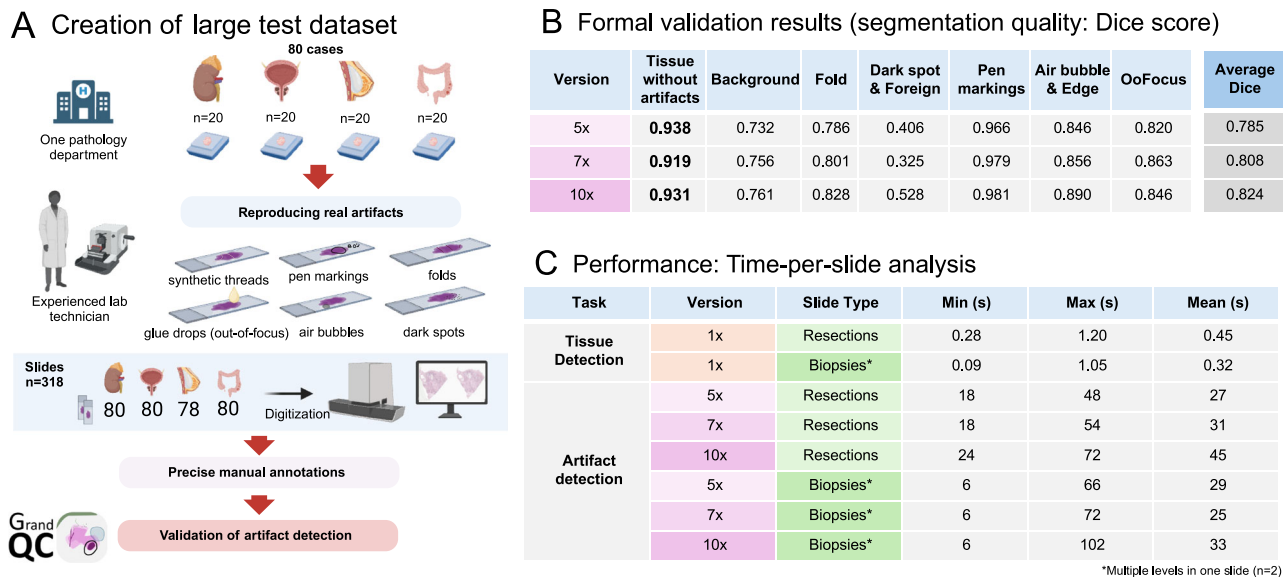 A Creation of large test dataset
80 cases
H
n=20 n=20 n=20 n=20
One pathology
department
Reproducing real artifacts
synthetic threads pen markings folds
Experienced lab
technician
glue drops (out-of-focus) air bubbles dark spots
Slides
n=318
80 80 78 80
Digitization
Precise manual annotations
Validation of artifact detection
Grand
QC
B Formal validation results (segmentation quality: Dice score)
Version Tissue without artifacts Background Fold Dark spot & Foreign Pen markings Air bubble & Edge OoFocus Average Dice
5x 0.938 0.732 0.786 0.406 0.966 0.846 0.820 0.785
7x 0.919 0.756 0.801 0.325 0.979 0.856 0.863 0.808
10x 0.931 0.761 0.828 0.528 0.981 0.890 0.846 0.824
C Performance: Time-per-slide analysis
Task Version Slide Type Min (s) Max (s) Mean (s)
Tissue Detection
1x Resections 0.28 1.20 0.45
1x Biopsies* 0.09 1.05 0.32
Artifact detection
5x Resections 18 48 27
7x Resections 18 54 31
10x Resections 24 72 45
5x Biopsies* 6 66 29
7x Biopsies* 6 72 25
10x Biopsies* 6 102 33
*Multiple levels in one slide (n=2)